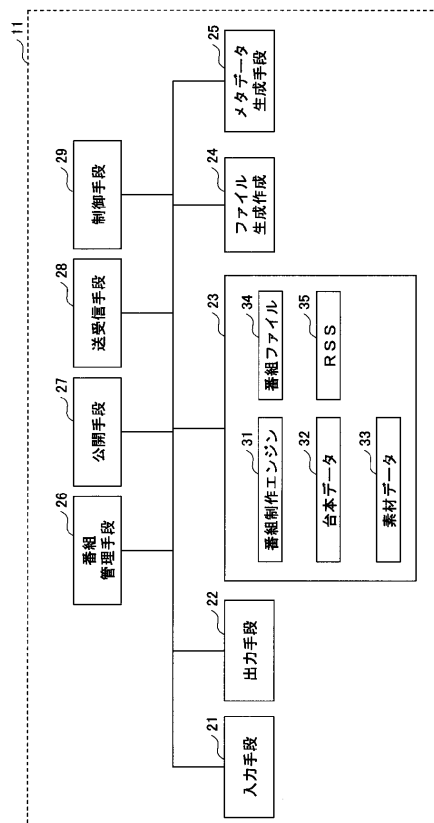 11
26
番組
管理手段
27
公開手段
28
送受信手段
29
制御手段
21
入力手段
22
出力手段
23
31
番組制作エンジン
32
台本データ
33
素材データ
34
番組ファイル
35
RSS
24
ファイル
生成作成
25
メタデータ
生成手段